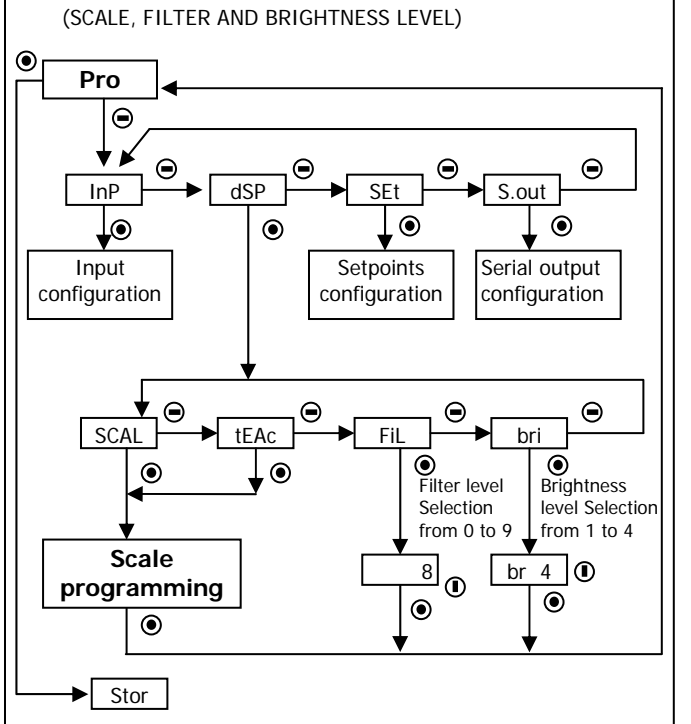 (SCALE, FILTER AND BRIGHTNESS LEVEL)
Pro
InP
dSP
SEt
S.out
Input
configuration
Setpoints
configuration
Serial output
configuration
SCAL
tEAc
FiL
bri
Filter level
Selection
from 0 to 9
Brightness
level Selection
from 1 to 4
Scale
programming
8
br 4
Stor